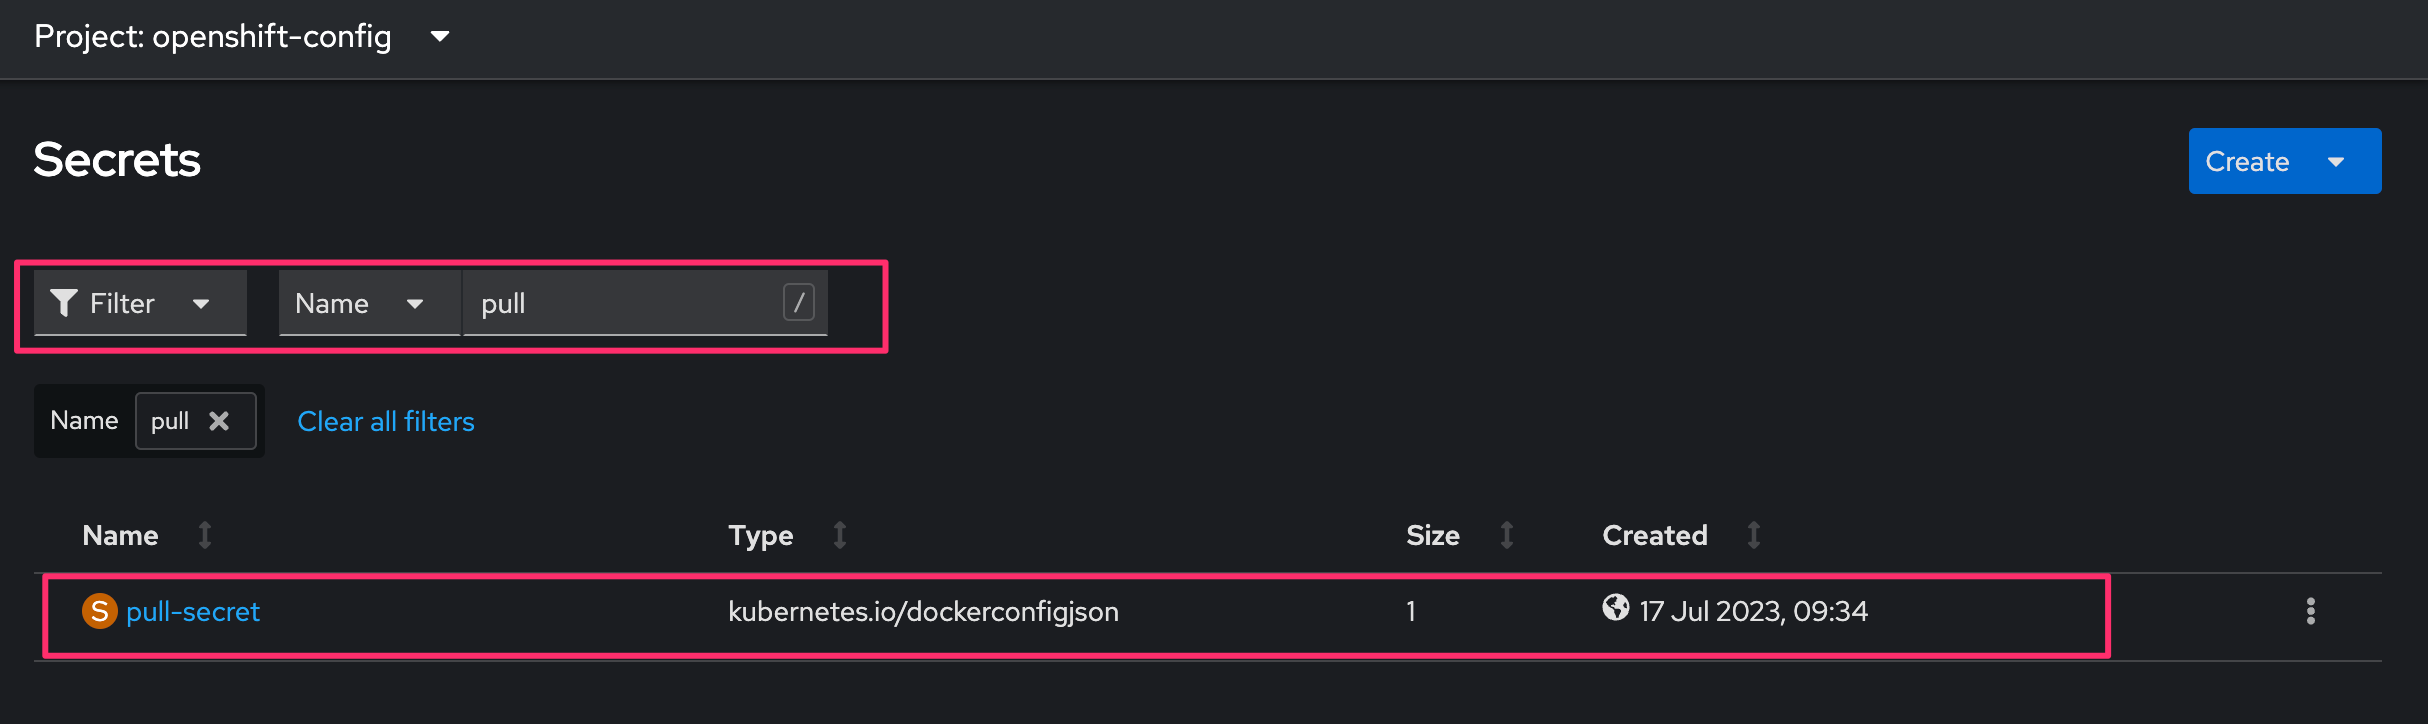 Project: openshift-config
Secrets
Create
Filter Name pull /
Name pull Clear all filters
Name Type Size Created
S pull-secret kubernetes.io/dockerconfigjson 1 17 Jul 2023, 09:34